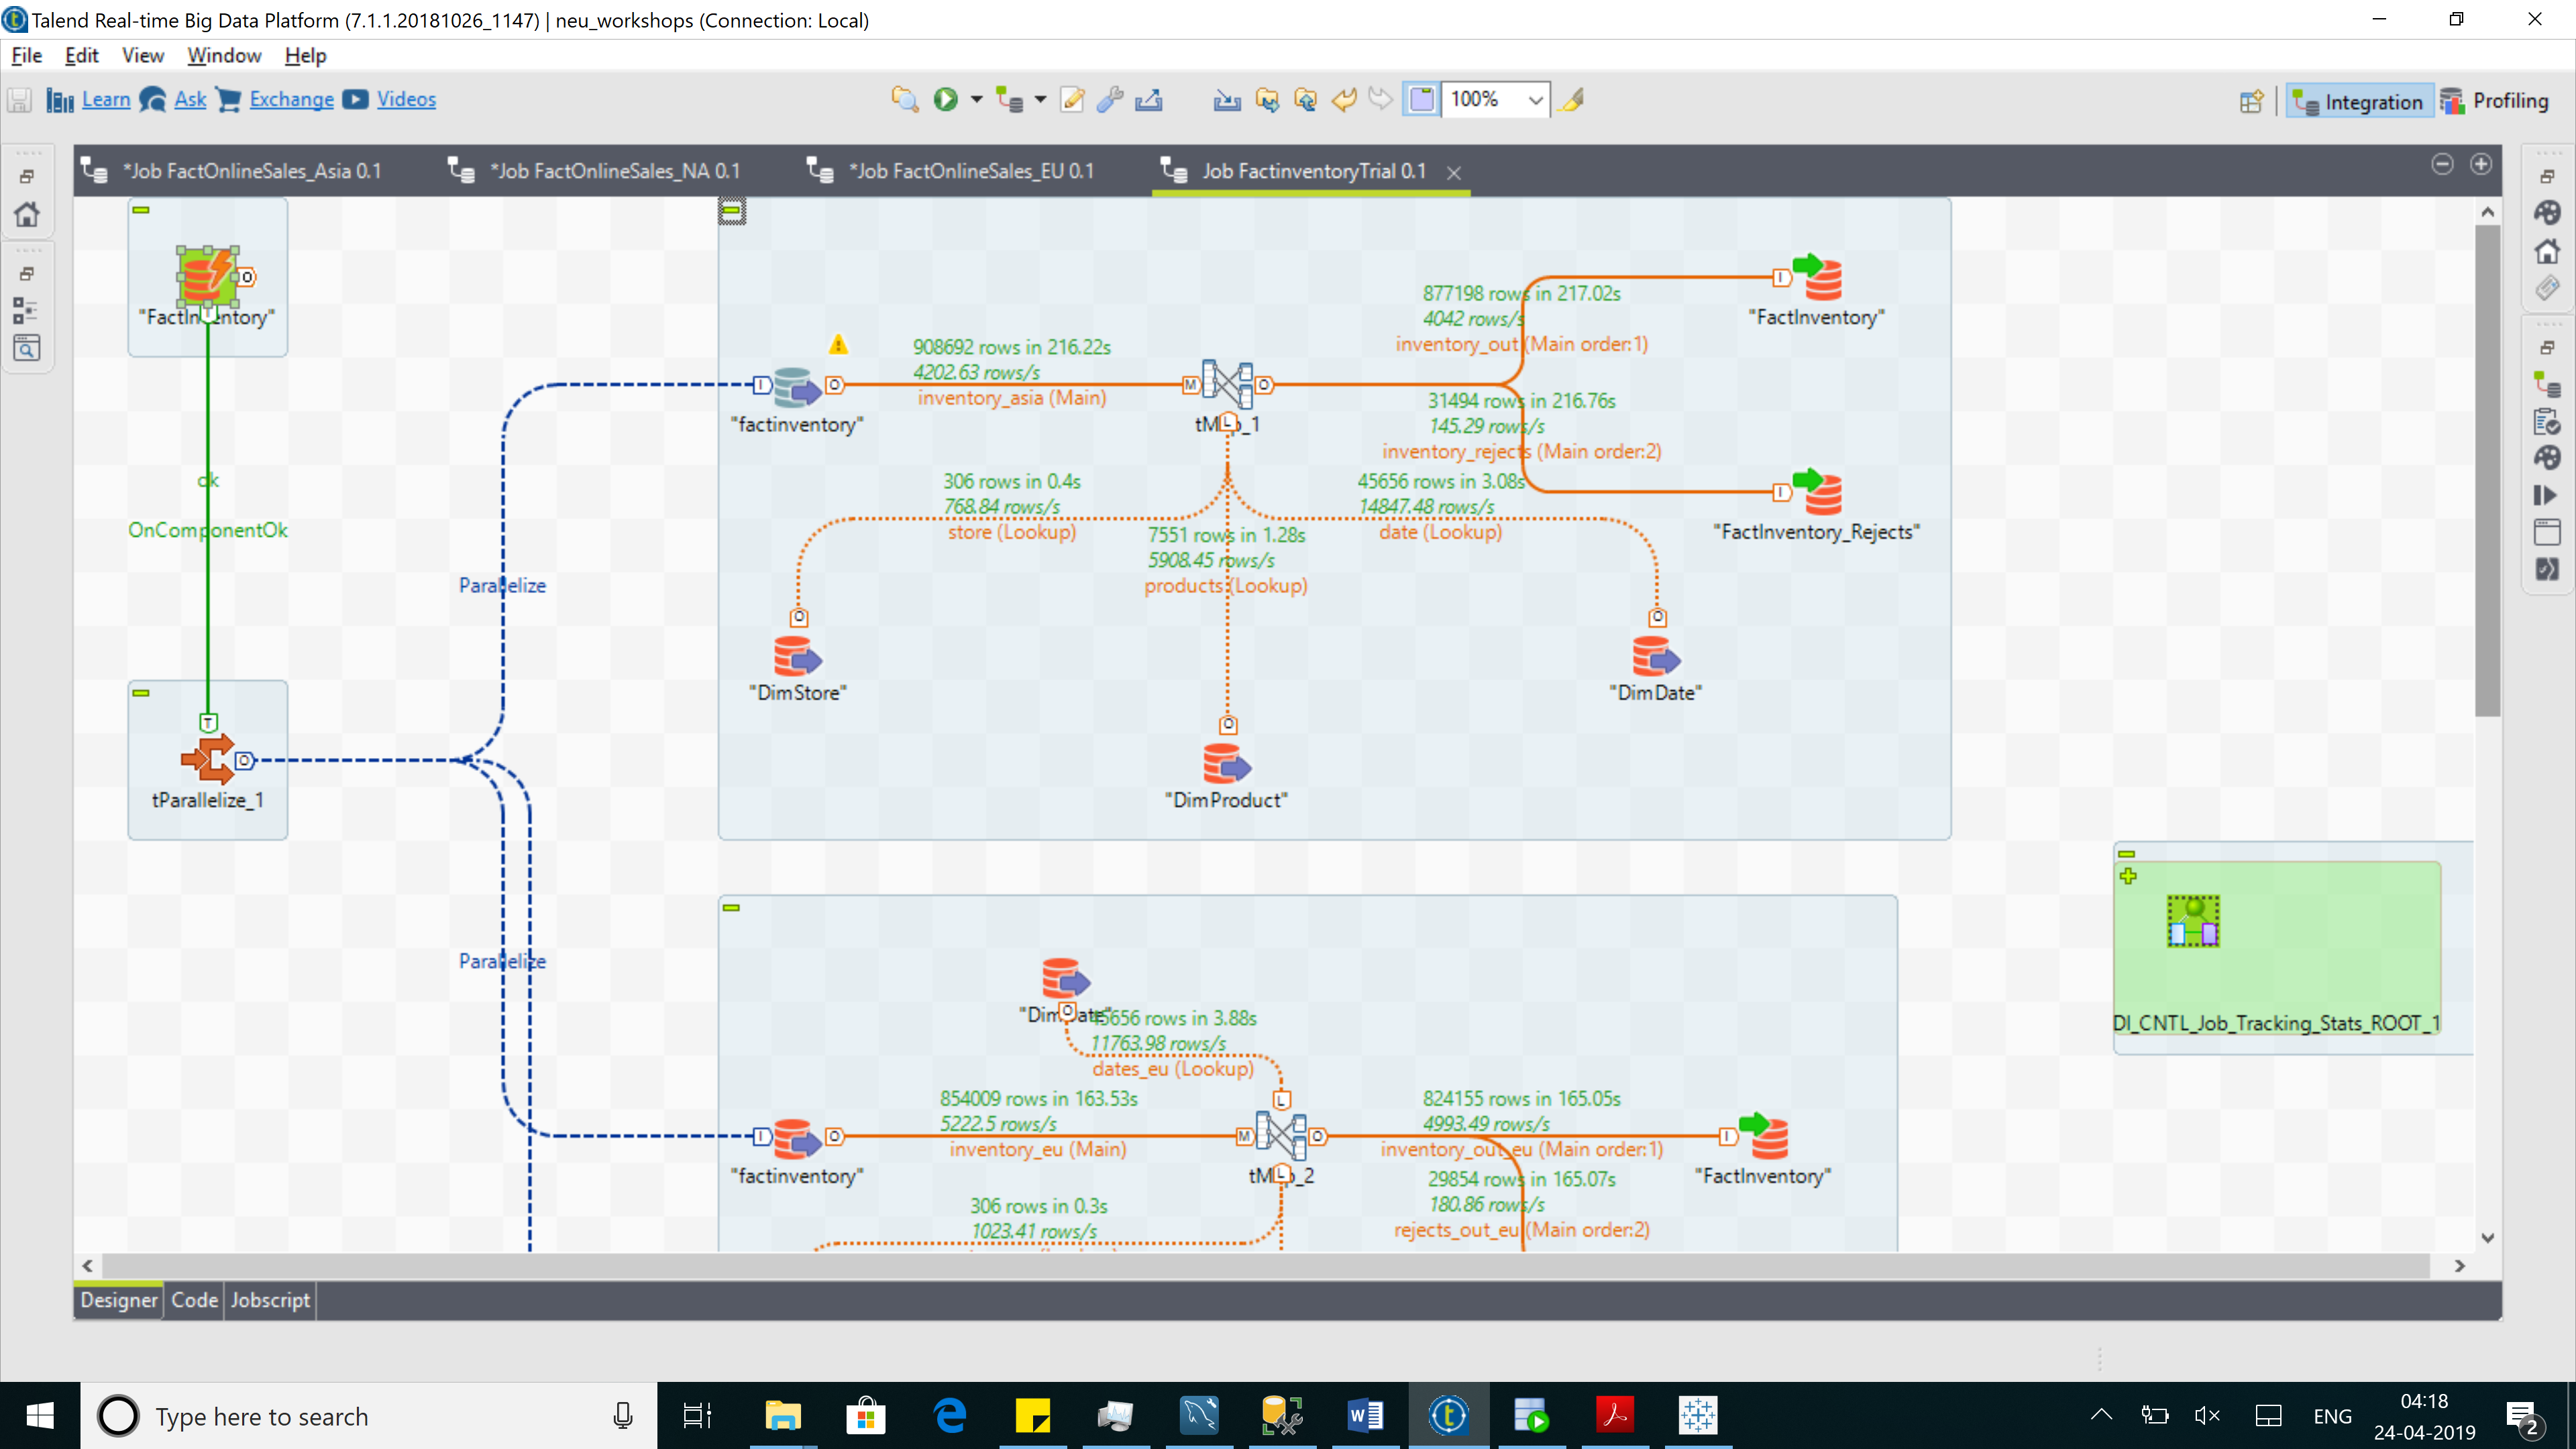 Talend Real-time Big Data Platform (7.1.1.20181026_1147) | neu_workshops (Connection: Local)
File Edit View Window Help
Learn Ask Exchange Videos 100% Integration Profiling
*Job FactOnlineSales_Asia 0.1 *Job FactOnlineSales_NA 0.1 *Job FactOnlineSales_EU 0.1 Job FactinventoryTrial 0.1
"FactInventory"
ok
OnComponentOk
tParallelize_1
Parallelize
Parallelize
"factinventory"
908692 rows in 216.22s
4202.63 rows/s
inventory_asia (Main)
tMap_1
877198 rows in 217.02s
4042 rows/s
inventory_out (Main order:1)
"FactInventory"
31494 rows in 216.76s
145.29 rows/s
inventory_rejects (Main order:2)
"FactInventory_Rejects"
306 rows in 0.4s
768.84 rows/s
store (Lookup)
7551 rows in 1.28s
5908.45 rows/s
products (Lookup)
45656 rows in 3.08s
14847.48 rows/s
date (Lookup)
"DimStore"
"DimDate"
"DimProduct"
DI_CNTL_Job_Tracking_Stats_ROOT_1
"DimDate"
45656 rows in 3.88s
11763.98 rows/s
dates_eu (Lookup)
"factinventory"
854009 rows in 163.53s
5222.5 rows/s
inventory_eu (Main)
tMap_2
824155 rows in 165.05s
4993.49 rows/s
inventory_out_eu (Main order:1)
"FactInventory"
29854 rows in 165.07s
180.86 rows/s
rejects_out_eu (Main order:2)
306 rows in 0.3s
1023.41 rows/s
Designer Code Jobscript
Type here to search
ENG
04:18
24-04-2019
2